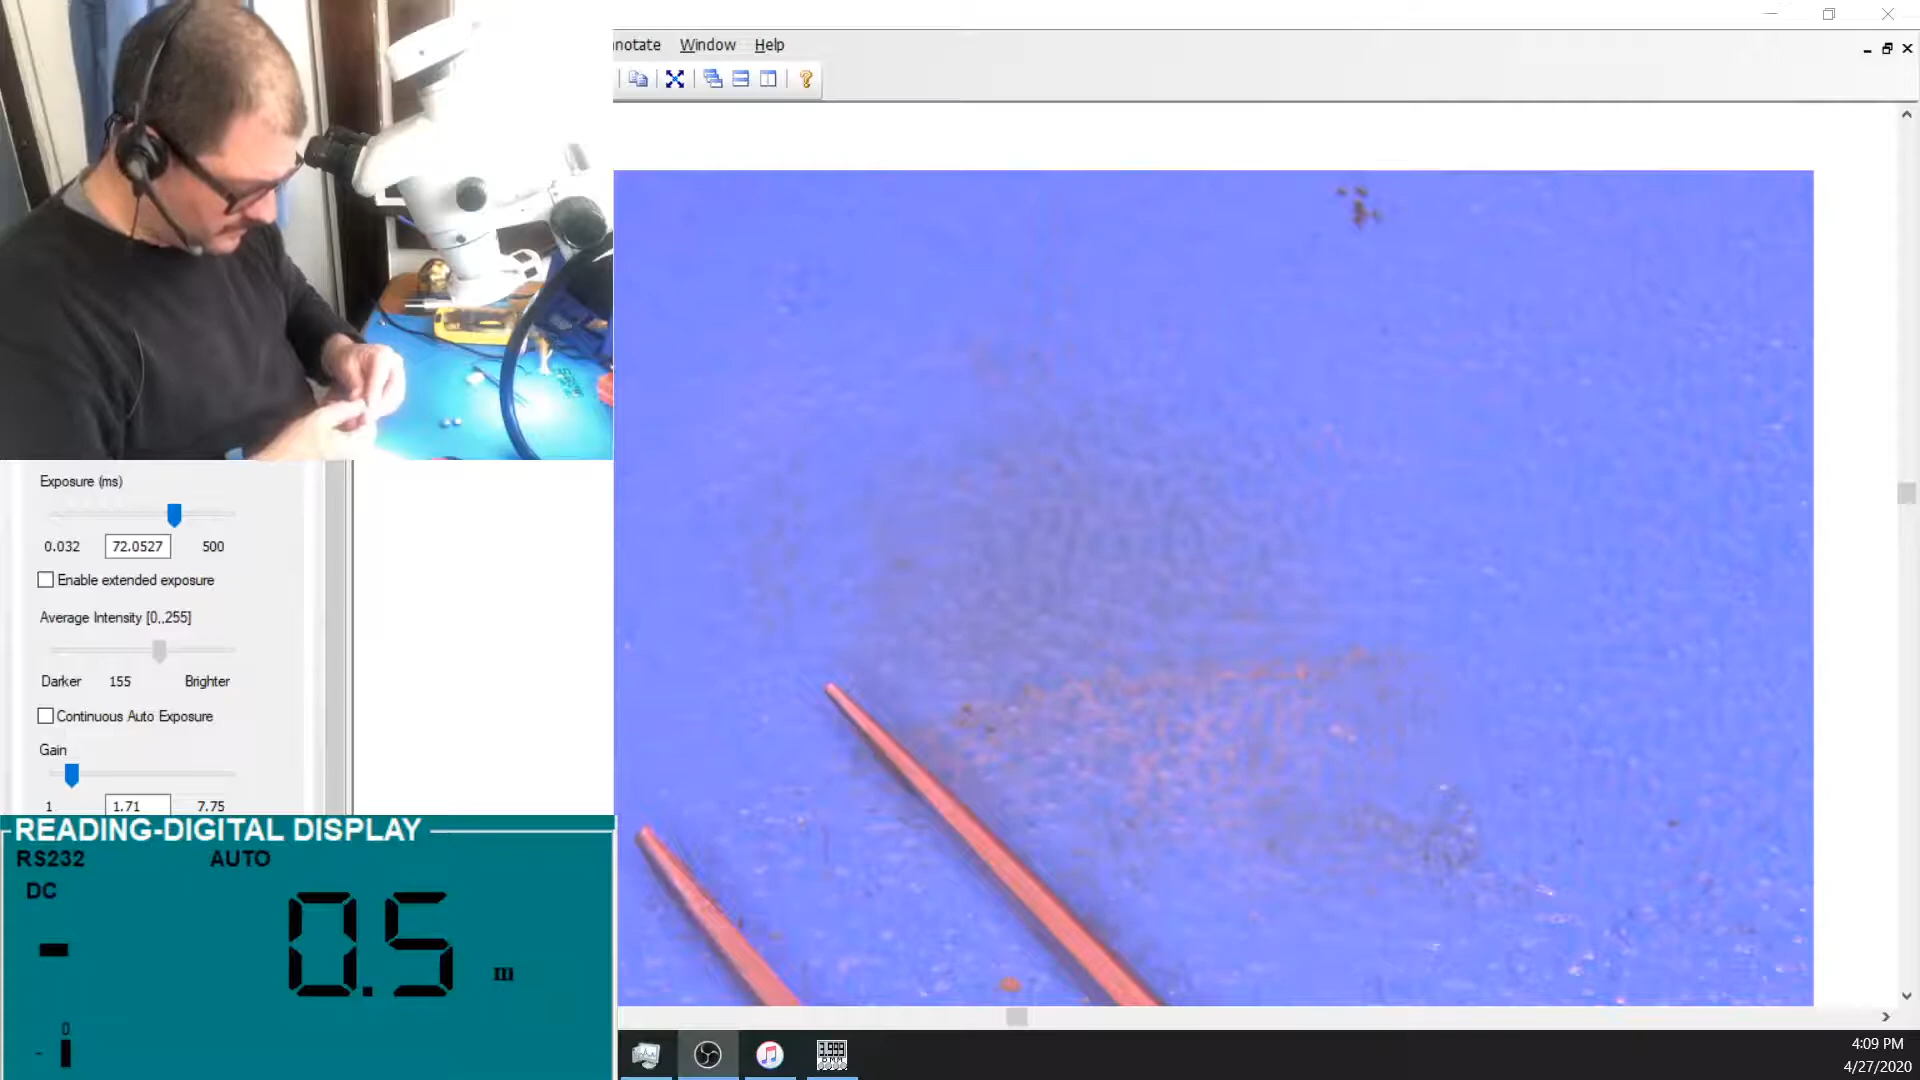 nnotate Window Help
Exposure (ms)
0.032 72.0527 500
Enable extended exposure
Average Intensity [0,,255]
Darker 155 Brighter
Continuous Auto Exposure
Gain
1 1.71 7.75
READING-DIGITAL DISPLAY
RS232 AUTO
DC
- 0.5 m
0
-
4:09 PM
4/27/2020